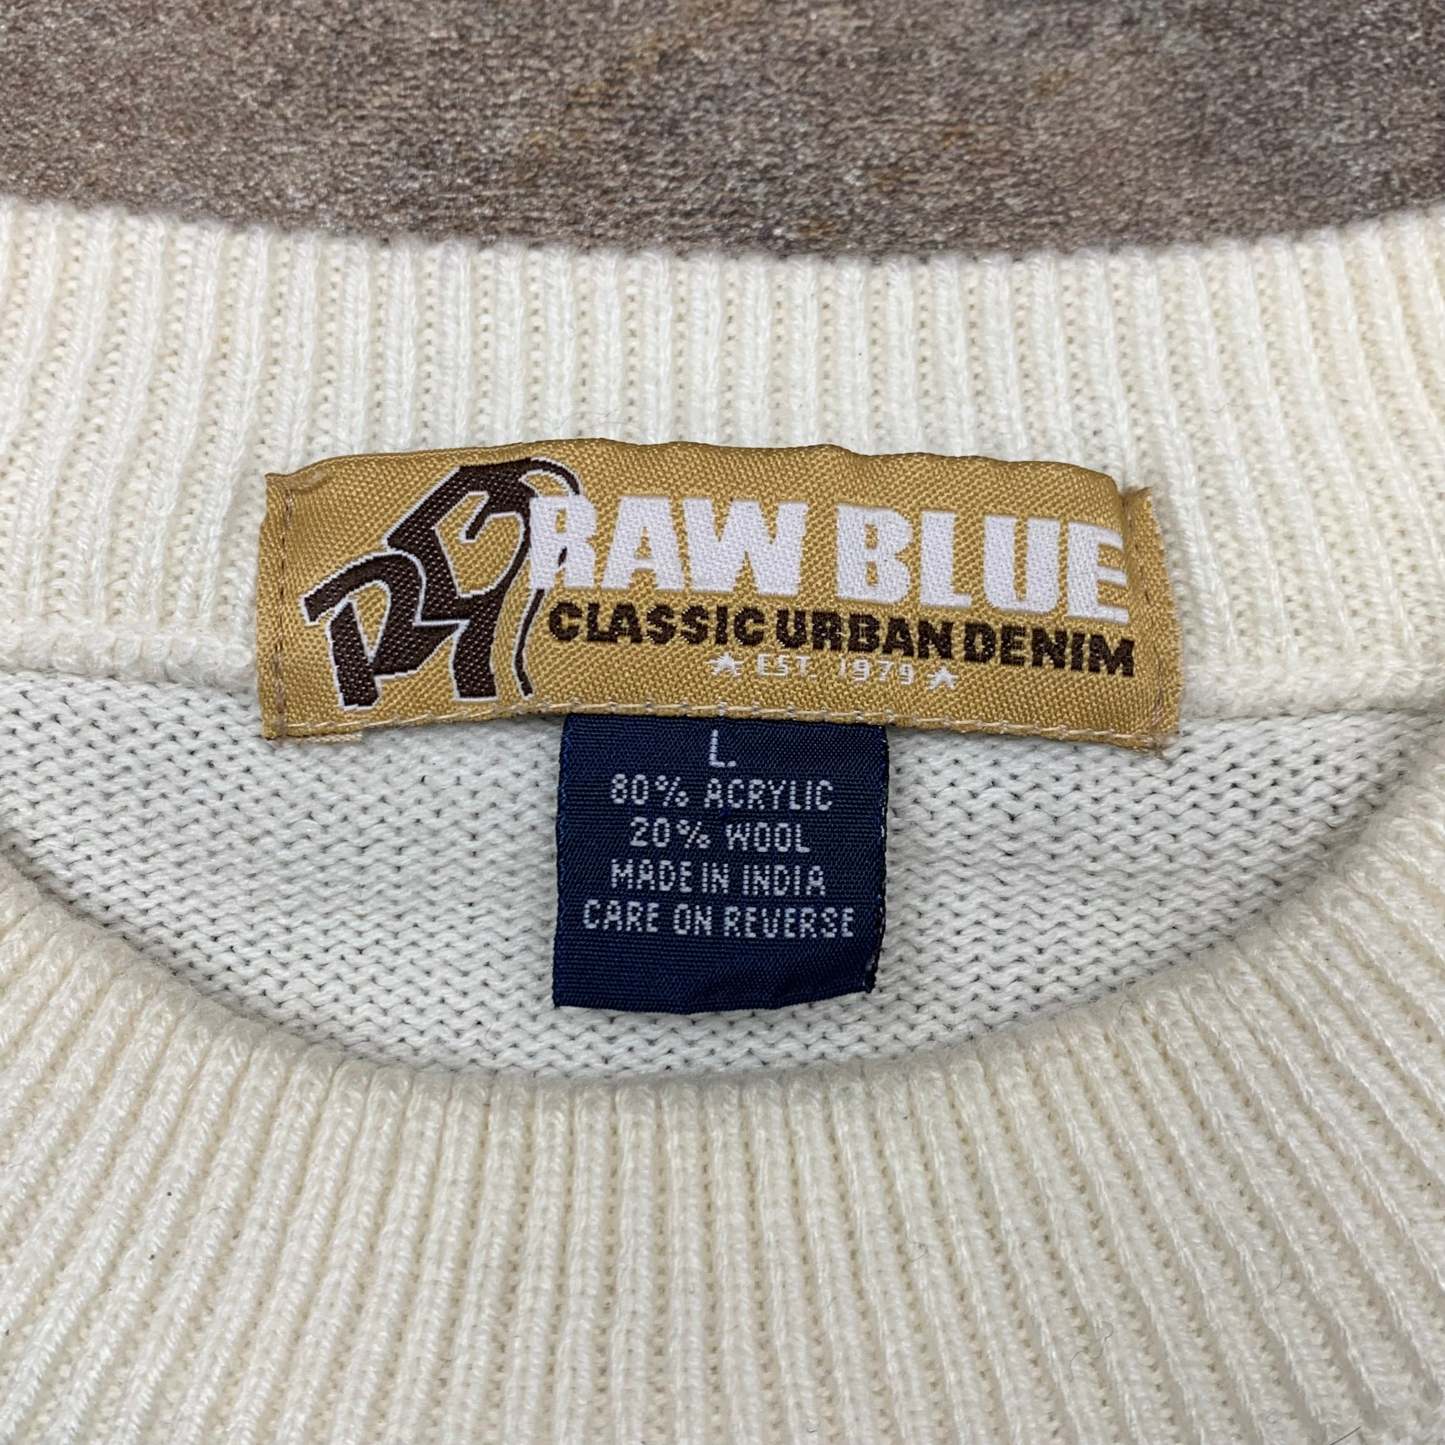 RAW BLUE
CLASSIC URBAN DENIM
EST. 1979
L.
80% ACRYLIC
20% WOOL
MADE IN INDIA
CARE ON REVERSE